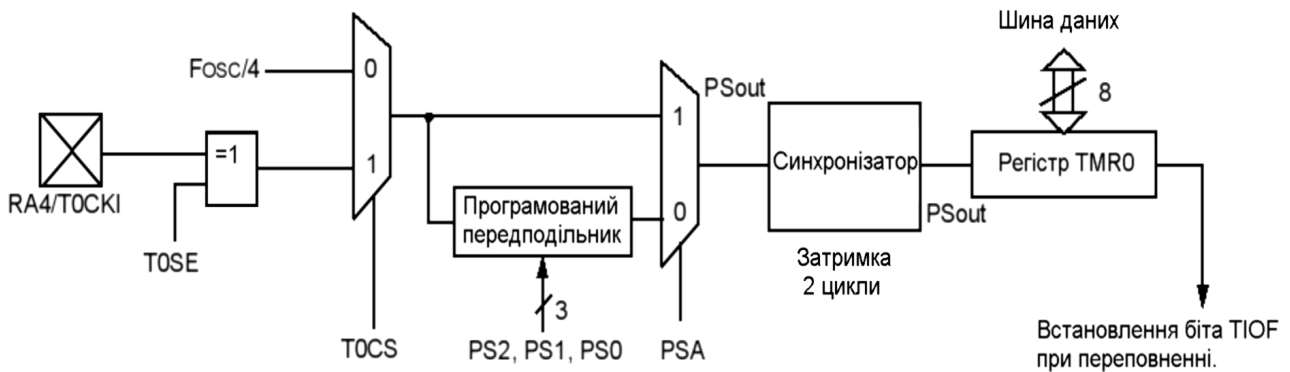 Шина даних
8
Fosc/4
0
1
=1
RA4/T0CKI
T0SE
T0CS
Програмований
передподільник
3
PS2, PS1, PS0
1
0
PSA
PSout
Синхронізатор
PSout
Затримка
2 цикли
Регістр TMR0
Встановлення біта TIOF
при переповненні.